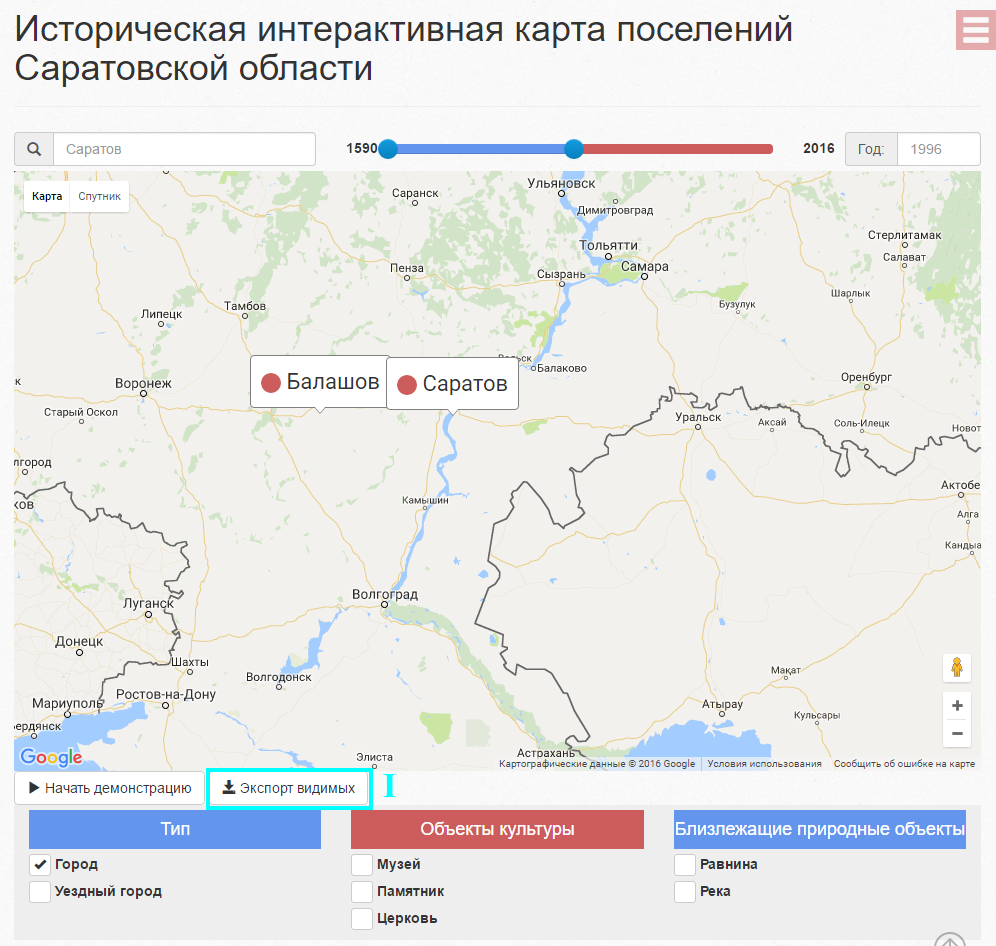 Историческая интерактивная карта поселений
Саратовской области
Саратов
1590
2016
Год:
1996
Карта
Спутник
Саранск
Ульяновск
Димитровград
Тольятти
Самара
Стерлитамак
Салават
Пенза
Сызрань
Шарлык
Бузулук
Тамбов
Липецк
Балаково
Балашов
Саратов
Воронеж
Оренбург
Старый Оскол
Уральск
Аксай
Соль-Илецк
Новот
лгород
ков
Актобе
Камышин
Алга
Кандыа
Волгоград
Луганск
Донецк
Шахты
Волгодонск
Мақат
Ростов-на-Дону
Мариуполь
Атырау
Кульсары
ердянск
Элиста
Астрахань
Google
Картографические данные © 2016 Google
Условия использования
Сообщить об ошибке на карте
Начать демонстрацию
Экспорт видимых
I
Тип
Объекты культуры
Близлежащие природные объекты
Город
Музей
Равнина
Уездный город
Памятник
Река
Церковь